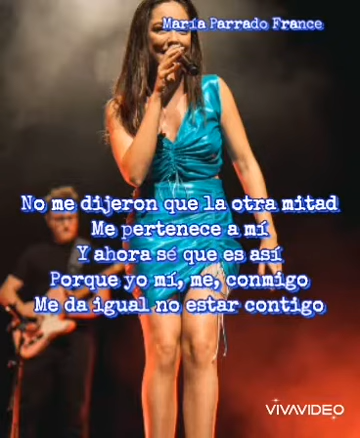 María Parrado France
No me dijeron que la otra mitad
Me pertenece a mí
Y ahora sé que es así
Porque yo mí, me, conmigo
Me da igual no estar contigo
VIVAVIDEO